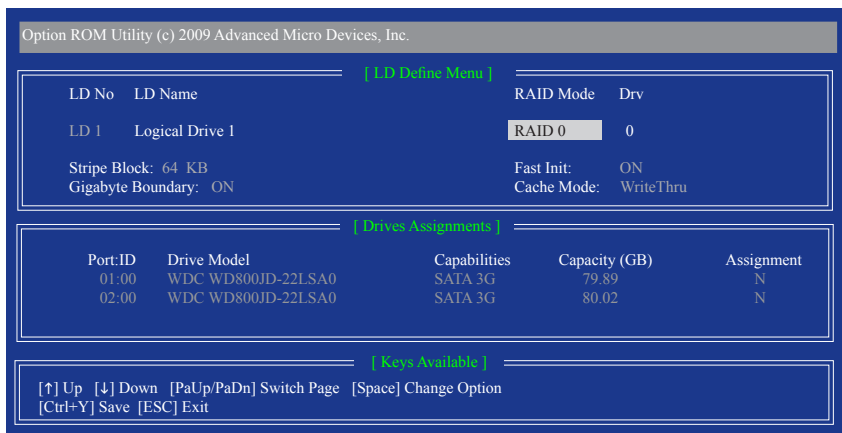 Option ROM Utility (c) 2009 Advanced Micro Devices, Inc.
[ LD Define Menu ]
LD No LD Name RAID Mode Drv
LD 1 Logical Drive 1 RAID 0 0
Stripe Block: 64 KB Fast Init: ON
Gigabyte Boundary: ON Cache Mode: WriteThru
[ Drives Assignments ]
Port:ID Drive Model Capabilities Capacity (GB) Assignment
01:00 WDC WD800JD-22LSA0 SATA 3G 79.89 N
02:00 WDC WD800JD-22LSA0 SATA 3G 80.02 N
[ Keys Available ]
[↑] Up [↓] Down [PaUp/PaDn] Switch Page [Space] Change Option
[Ctrl+Y] Save [ESC] Exit